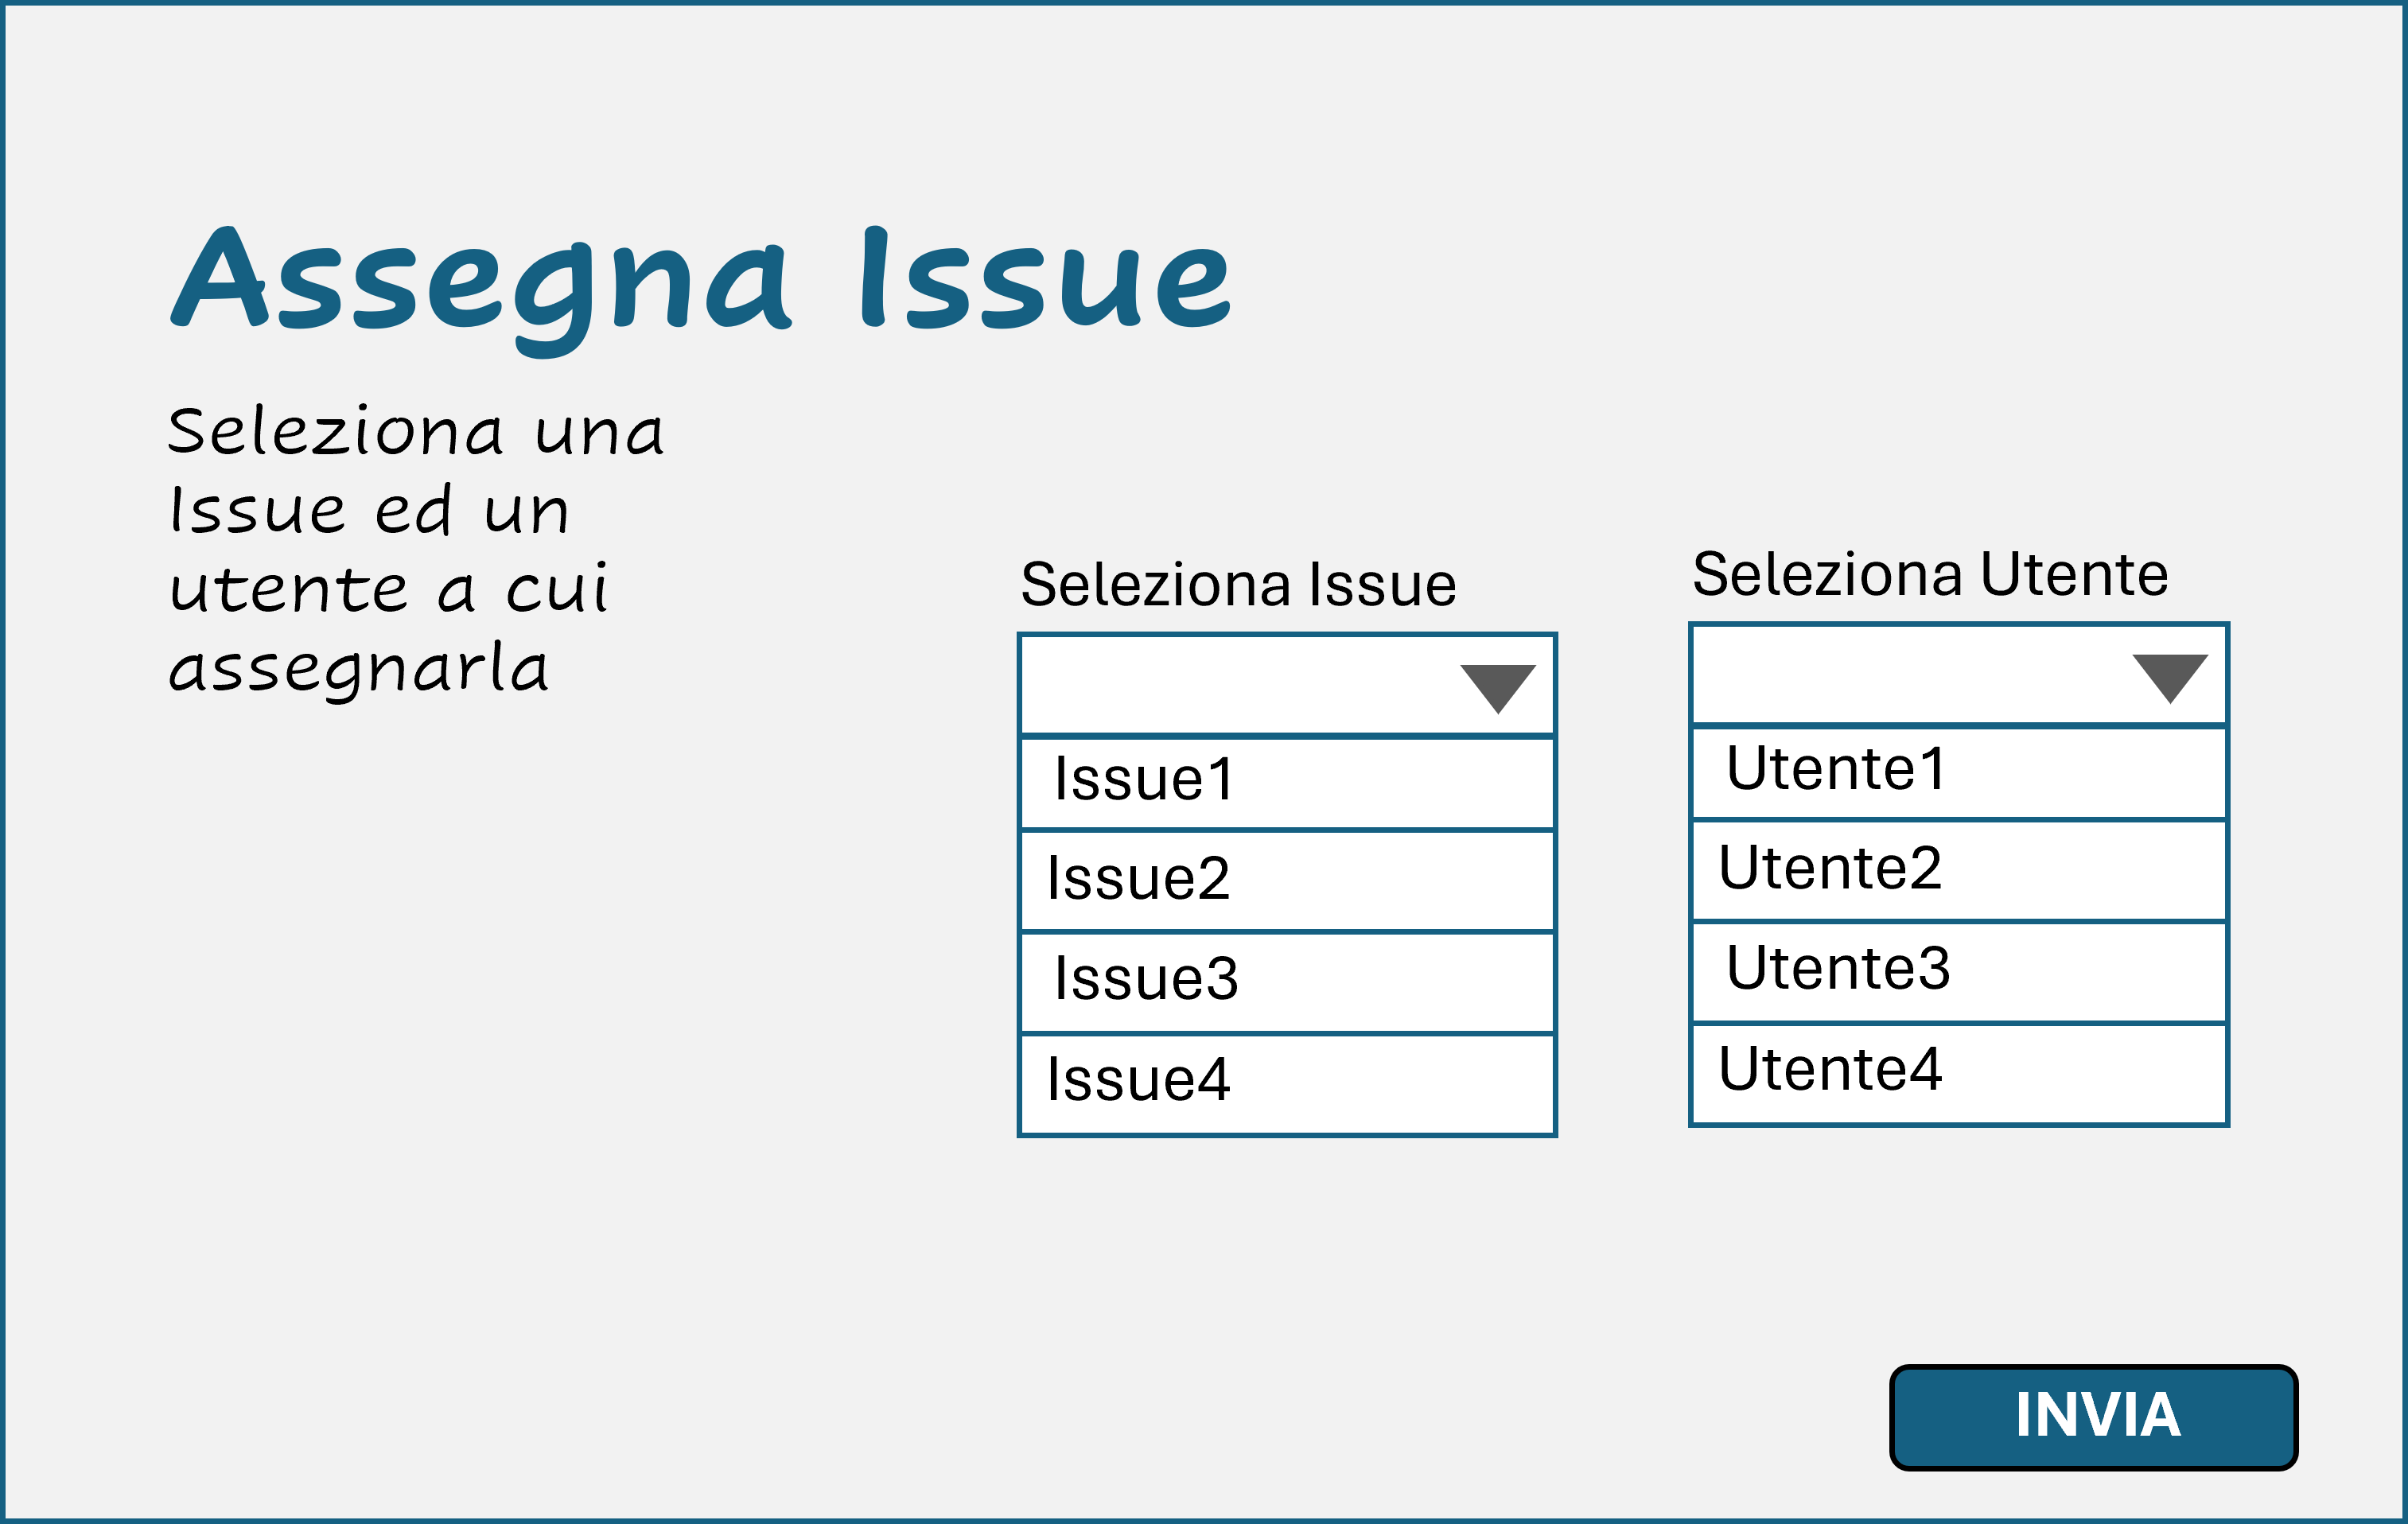 Assegna Issue
Seleziona una
Issue ed un
utente a cui
assegnarla
Seleziona Issue
Issue1
Issue2
Issue3
Issue4
Seleziona Utente
Utente1
Utente2
Utente3
Utente4
INVIA